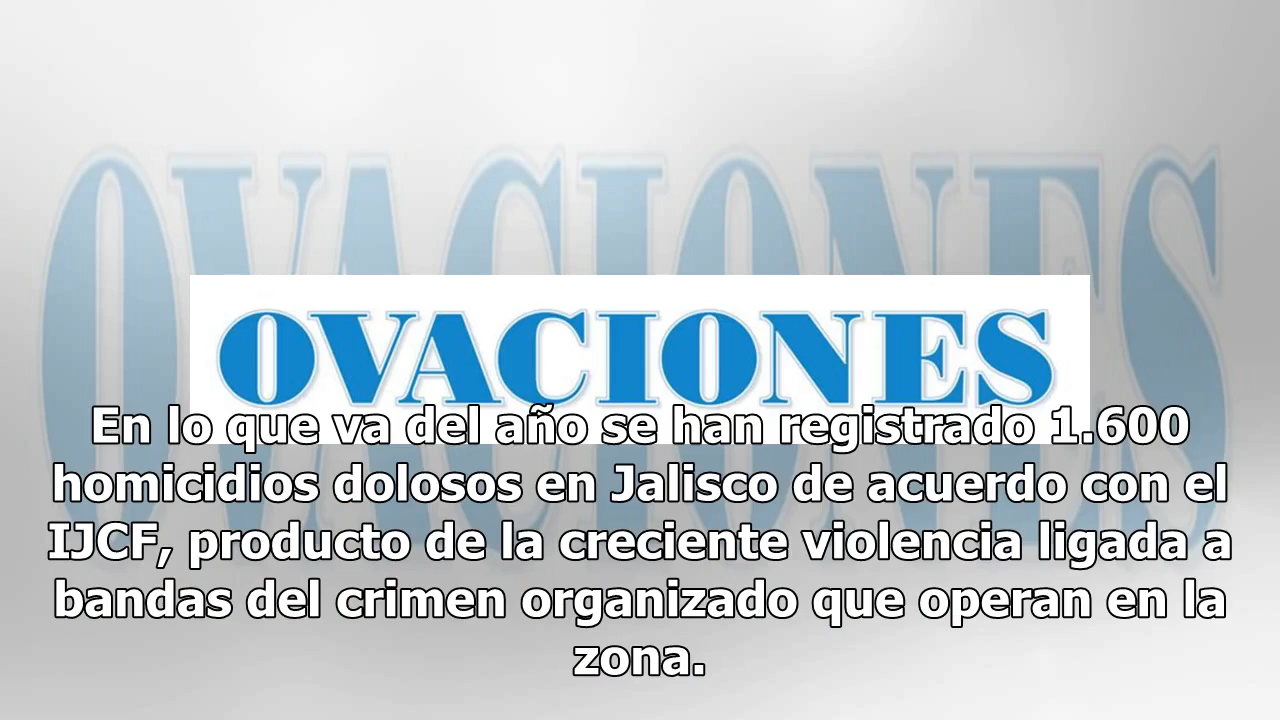 OVACIONES
OVACIONES
En lo que va del año se han registrado 1.600
homicidios dolosos en Jalisco de acuerdo con el
IJCF, producto de la creciente violencia ligada a
bandas del crimen organizado que operan en la
zona.